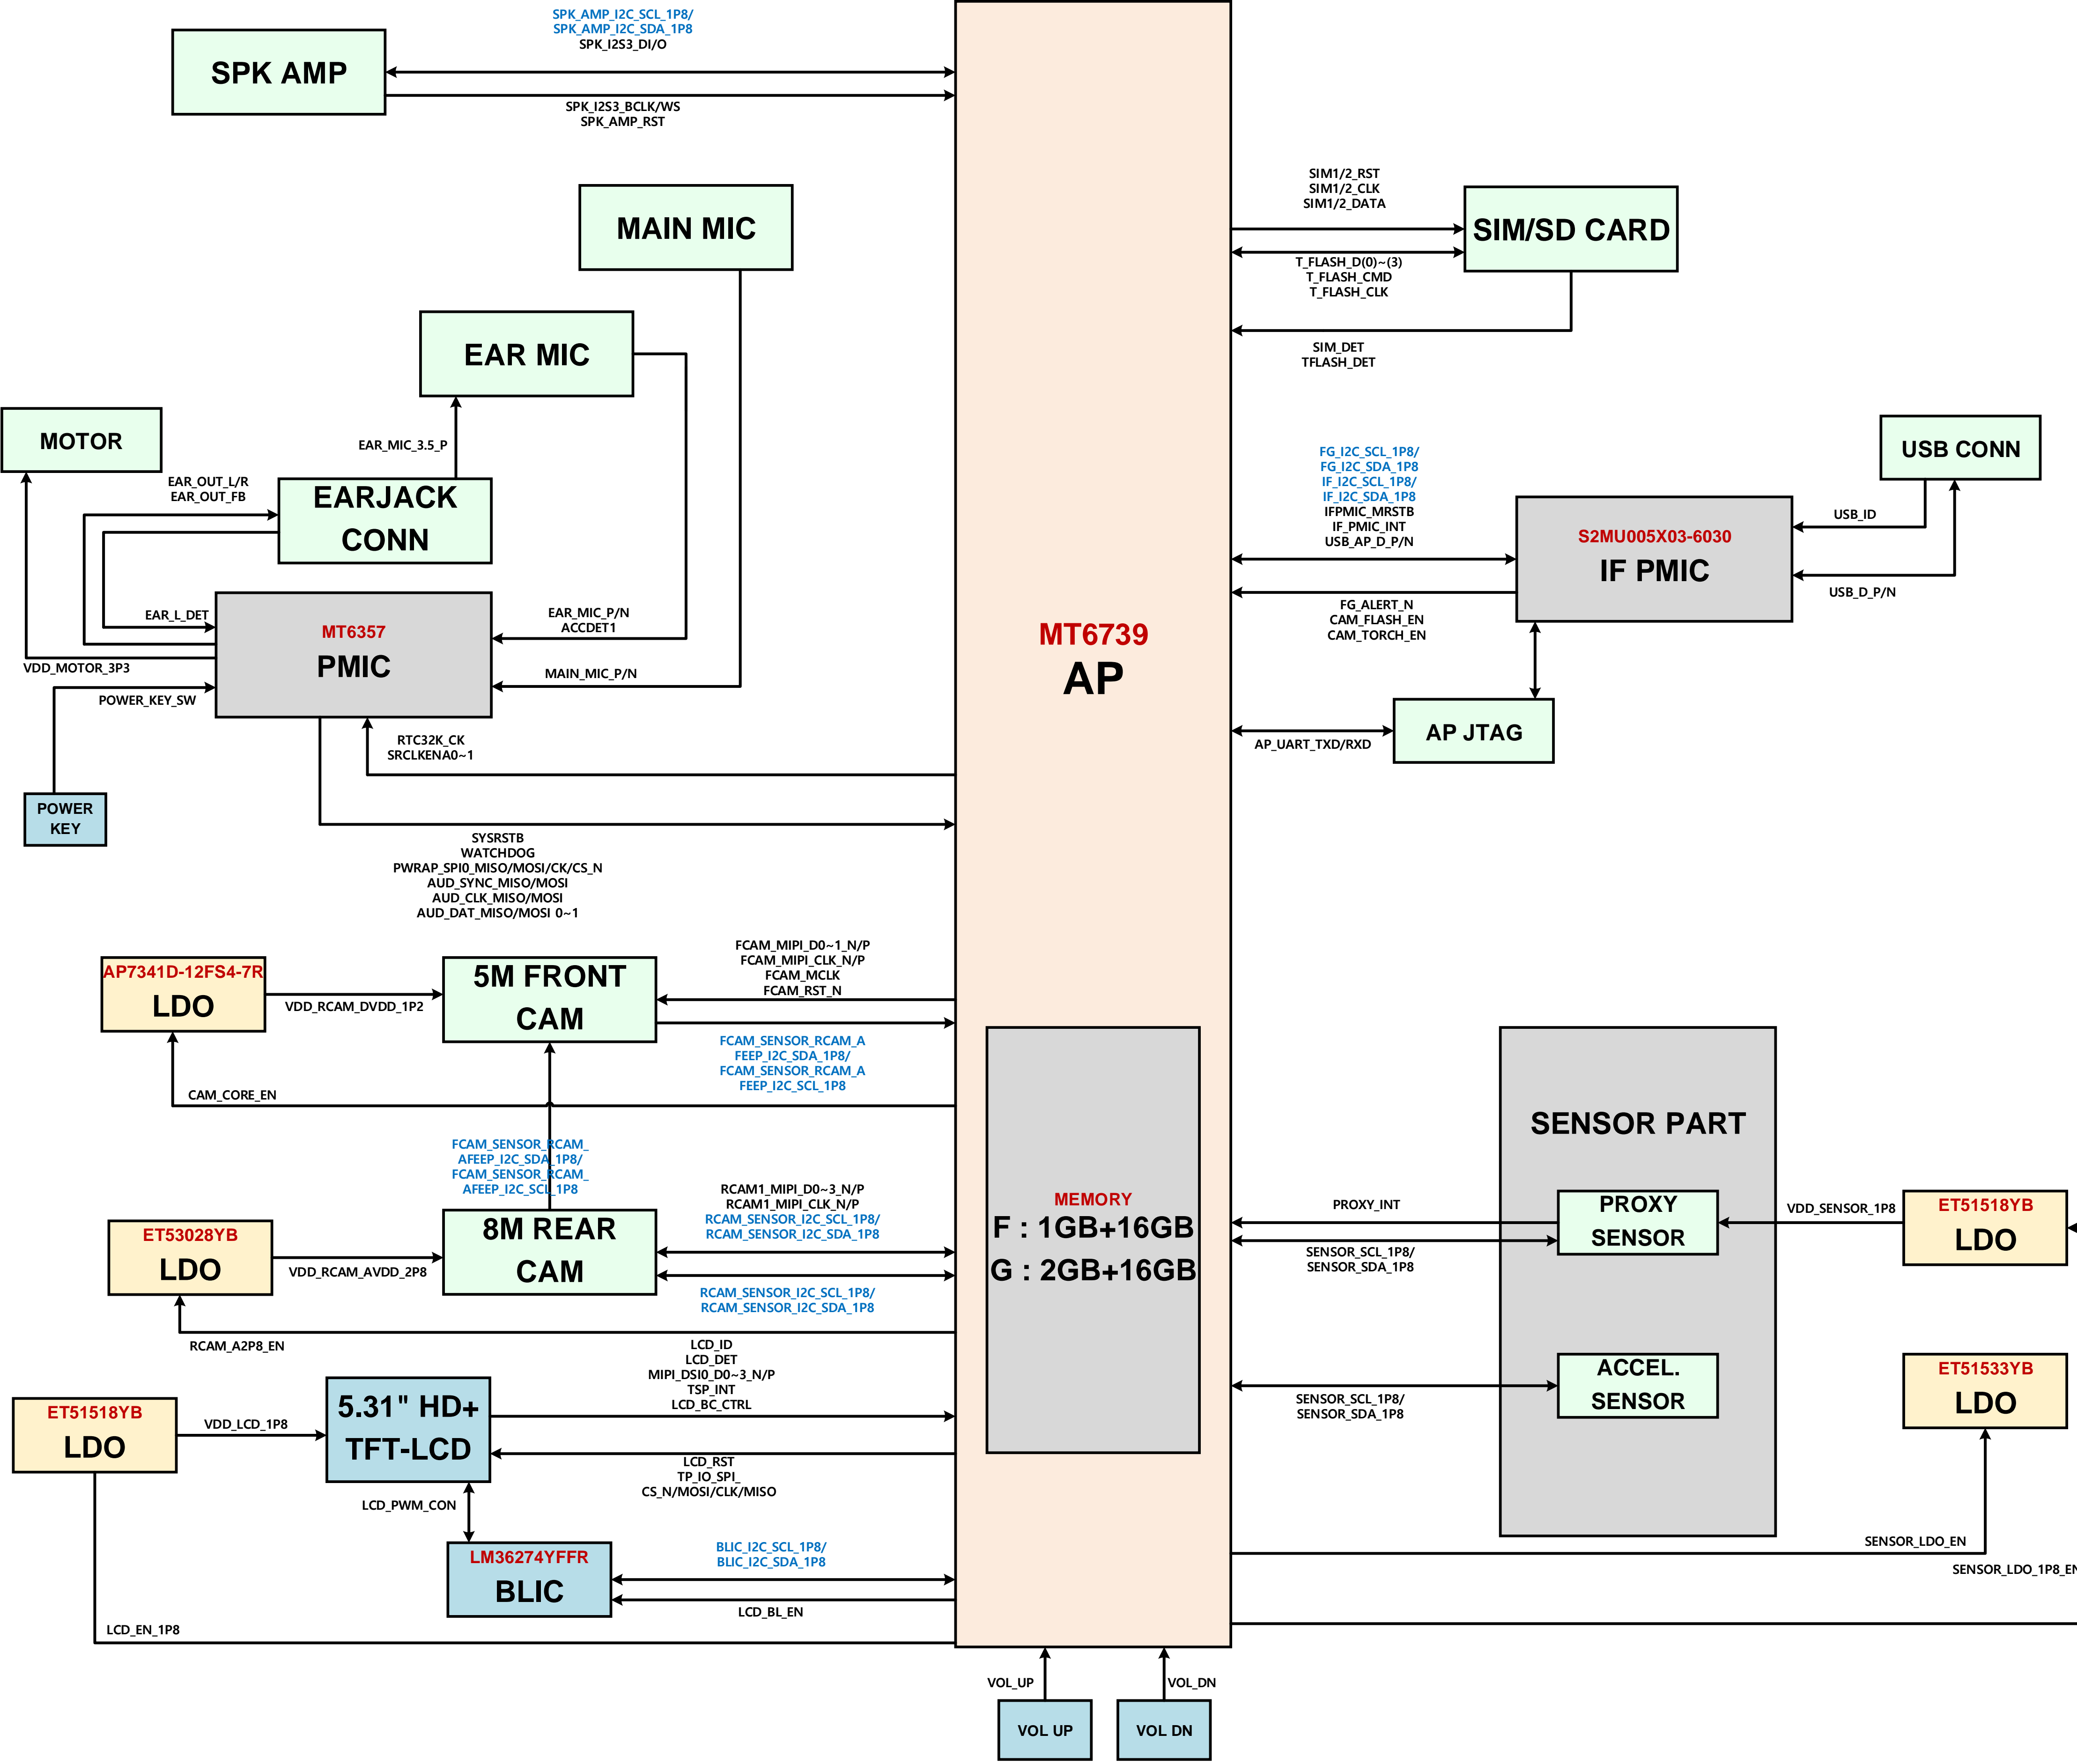 SPK_AMP_I2C_SCL_1P8/
SPK_AMP_I2C_SDA_1P8
SPK_I2S3_DI/O
SPK AMP
SPK_I2S3_BCLK/WS
SPK_AMP_RST
MAIN MIC
EAR MIC
MOTOR
EAR_MIC_3.5_P
EAR_OUT_L/R
EAR_OUT_FB
EARJACK
CONN
EAR_L_DET
MT6357
PMIC
EAR_MIC_P/N
ACCDET1
VDD_MOTOR_3P3
MAIN_MIC_P/N
POWER_KEY_SW
RTC32K_CK
SRCLKENA0~1
POWER
KEY
SYSRSTB
WATCHDOG
PWRAP_SPI0_MISO/MOSI/CK/CS_N
AUD_SYNC_MISO/MOSI
AUD_CLK_MISO/MOSI
AUD_DAT_MISO/MOSI 0~1
AP7341D-12FS4-7R
LDO
VDD_RCAM_DVDD_1P2
5M FRONT
CAM
FCAM_MIPI_D0~1_N/P
FCAM_MIPI_CLK_N/P
FCAM_MCLK
FCAM_RST_N
FCAM_SENSOR_RCAM_A
FEEP_I2C_SDA_1P8/
FCAM_SENSOR_RCAM_A
FEEP_I2C_SCL_1P8
CAM_CORE_EN
FCAM_SENSOR_RCAM_
AFEEP_I2C_SDA_1P8/
FCAM_SENSOR_RCAM_
AFEEP_I2C_SCL_1P8
RCAM1_MIPI_D0~3_N/P
RCAM1_MIPI_CLK_N/P
RCAM_SENSOR_I2C_SCL_1P8/
RCAM_SENSOR_I2C_SDA_1P8
ET53028YB
LDO
VDD_RCAM_AVDD_2P8
8M REAR
CAM
RCAM_SENSOR_I2C_SCL_1P8/
RCAM_SENSOR_I2C_SDA_1P8
RCAM_A2P8_EN
LCD_ID
LCD_DET
MIPI_DSI0_D0~3_N/P
TSP_INT
LCD_BC_CTRL
ET51518YB
LDO
VDD_LCD_1P8
5.31" HD+
TFT-LCD
LCD_RST
TP_IO_SPI_
CS_N/MOSI/CLK/MISO
LCD_PWM_CON
LM36274YFFR
BLIC
BLIC_I2C_SCL_1P8/
BLIC_I2C_SDA_1P8
LCD_BL_EN
LCD_EN_1P8
MT6739
AP
MEMORY
F : 1GB+16GB
G : 2GB+16GB
VOL_UP
VOL_DN
VOL UP
VOL DN
SIM1/2_RST
SIM1/2_CLK
SIM1/2_DATA
SIM/SD CARD
T_FLASH_D(0)~(3)
T_FLASH_CMD
T_FLASH_CLK
SIM_DET
TFLASH_DET
FG_I2C_SCL_1P8/
FG_I2C_SDA_1P8
IF_I2C_SCL_1P8/
IF_I2C_SDA_1P8
IFPMIC_MRSTB
IF_PMIC_INT
USB_AP_D_P/N
USB CONN
USB_ID
S2MU005X03-6030
IF PMIC
USB_D_P/N
FG_ALERT_N
CAM_FLASH_EN
CAM_TORCH_EN
AP JTAG
AP_UART_TXD/RXD
SENSOR PART
PROXY_INT
PROXY
SENSOR
VDD_SENSOR_1P8
ET51518YB
LDO
SENSOR_SCL_1P8/
SENSOR_SDA_1P8
ACCEL.
SENSOR
SENSOR_SCL_1P8/
SENSOR_SDA_1P8
ET51533YB
LDO
SENSOR_LDO_EN
SENSOR_LDO_1P8_EN